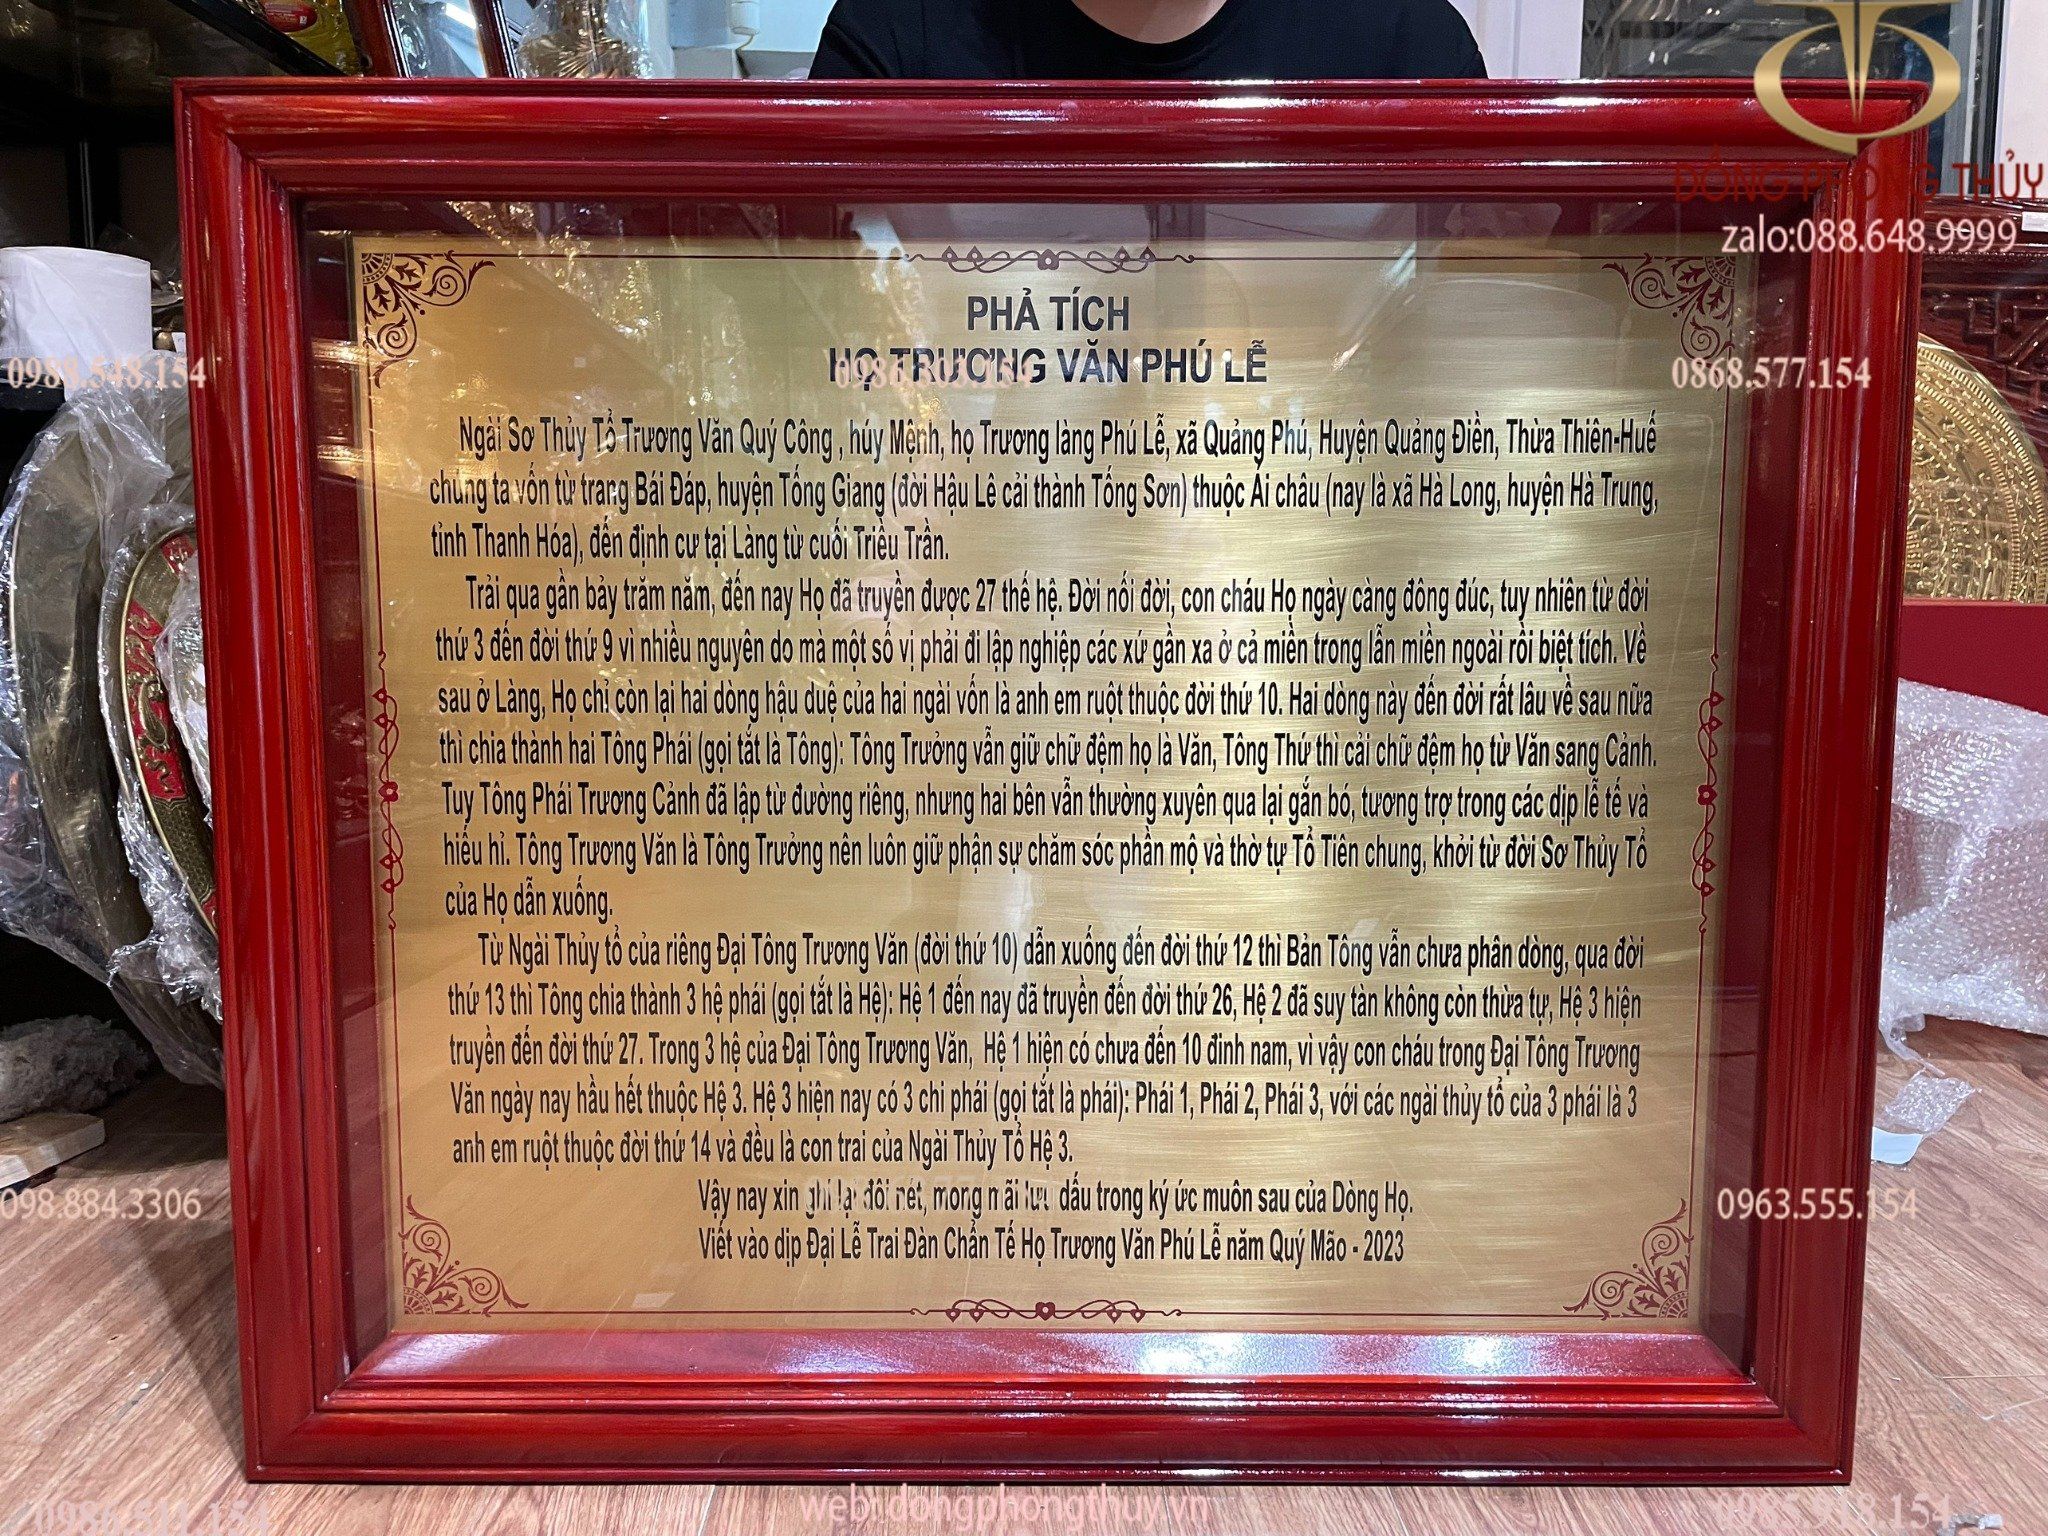 ĐỒNG PHONG THỦY
zalo:088.648.9999
PHẢ TÍCH
HỌ TRƯƠNG VĂN PHÚ LỄ
0988.548.154
0986.803.154
0868.577.154
Ngài Sơ Thủy Tổ Trương Văn Quý Công , húy Mệnh, họ Trương làng Phú Lễ, xã Quảng Phú, Huyện Quảng Điền, Thừa Thiên-Huế
chúng ta vốn từ trang Bái Đáp, huyện Tống Giang (đời Hậu Lê cải thành Tống Sơn) thuộc Ái châu (nay là xã Hà Long, huyện Hà Trung,
tỉnh Thanh Hóa), đến định cư tại Làng từ cuối Triều Trần.
Trải qua gần bảy trăm năm, đến nay Họ đã truyền được 27 thế hệ. Đời nối đời, con cháu Họ ngày càng đông đúc, tuy nhiên từ đời
thứ 3 đến đời thứ 9 vì nhiều nguyên do mà một số vị phải đi lập nghiệp các xứ gần xa ở cả miền trong lẫn miền ngoài rồi biệt tích. Về
sau ở Làng, Họ chỉ còn lại hai dòng hậu duệ của hai ngài vốn là anh em ruột thuộc đời thứ 10. Hai dòng này đến đời rất lâu về sau nữa
thì chia thành hai Tông Phái (gọi tắt là Tông): Tông Trưởng vẫn giữ chữ đệm họ là Văn, Tông Thứ thì cải chữ đệm họ từ Văn sang Cảnh.
Tuy Tông Phái Trương Cảnh đã lập từ đường riêng, nhưng hai bên vẫn thường xuyên qua lại gắn bó, tương trợ trong các dịp lễ tế và
hiếu hỉ. Tông Trương Văn là Tông Trưởng nên luôn giữ phận sự chăm sóc phần mộ và thờ tự Tổ Tiên chung, khởi từ đời Sơ Thủy Tổ
của Họ dẫn xuống.
Từ Ngài Thủy tổ của riêng Đại Tông Trương Văn (đời thứ 10) dẫn xuống đến đời thứ 12 thì Bản Tông vẫn chưa phân dòng, qua đời
thứ 13 thì Tông chia thành 3 hệ phái (gọi tắt là Hệ): Hệ 1 đến nay đã truyền đến đời thứ 26, Hệ 2 đã suy tàn không còn thừa tự, Hệ 3 hiện
truyền đến đời thứ 27. Trong 3 hệ của Đại Tông Trương Văn, Hệ 1 hiện có chưa đến 10 đinh nam, vì vậy con cháu trong Đại Tông Trương
Văn ngày nay hầu hết thuộc Hệ 3. Hệ 3 hiện nay có 3 chi phái (gọi tắt là phái): Phái 1, Phái 2, Phái 3, với các ngài thủy tổ của 3 phái là 3
anh em ruột thuộc đời thứ 14 và đều là con trai của Ngài Thủy Tổ Hệ 3.
Vậy nay xin ghi lại đôi nét, mong mãi lưu dấu trong ký ức muôn sau của Dòng Họ.
098.884.3306
0963.555.154
Viết vào dịp Đại Lễ Trai Đàn Chẩn Tế Họ Trương Văn Phú Lễ năm Quý Mão - 2023
0986.511.154
web:dongphongthuy.vn
0985.918.154